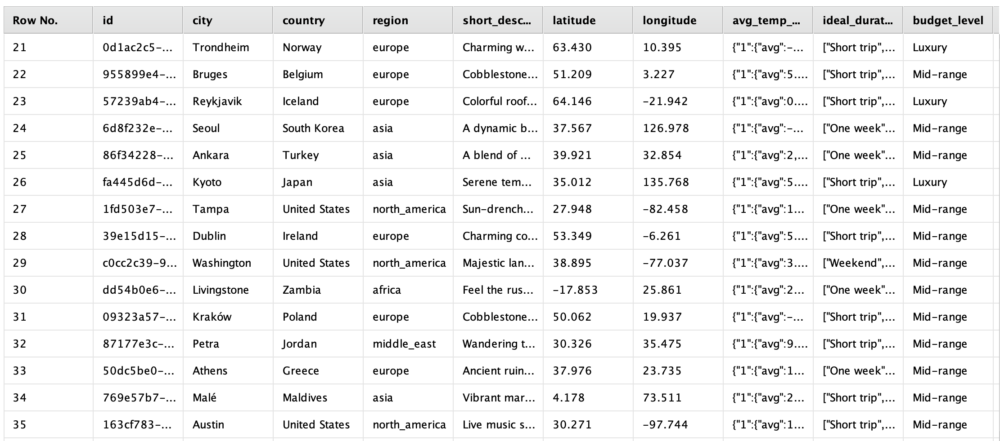 Row No. id city country region short_desc... latitude longitude avg_temp_... ideal_durat... budget_level
21 0d1ac2c5-... Trondheim Norway europe Charming w... 63.430 10.395 {"1":{"avg":-... ["Short trip",... Luxury
22 955899e4-... Bruges Belgium europe Cobblestone... 51.209 3.227 {"1":{"avg":5.... ["Short trip",... Mid-range
23 57239ab4-... Reykjavik Iceland europe Colorful roof... 64.146 -21.942 {"1":{"avg":0.... ["Short trip",... Luxury
24 6d8f232e-... Seoul South Korea asia A dynamic b... 37.567 126.978 {"1":{"avg":-... ["One week"... Mid-range
25 86f34228-... Ankara Turkey asia A blend of ... 39.921 32.854 {"1":{"avg":2,... ["One week"... Mid-range
26 fa445d6d-... Kyoto Japan asia Serene tem... 35.012 135.768 {"1":{"avg":5.... ["Short trip",... Luxury
27 1fd503e7-... Tampa United States north_america Sun-drench... 27.948 -82.458 {"1":{"avg":1... ["One week"... Mid-range
28 39e15d15-... Dublin Ireland europe Charming co... 53.349 -6.261 {"1":{"avg":5.... ["Short trip",... Mid-range
29 c0cc2c39-9... Washington United States north_america Majestic lan... 38.895 -77.037 {"1":{"avg":3.... ["Weekend",... Mid-range
30 dd54b0e6-... Livingstone Zambia africa Feel the rus... -17.853 25.861 {"1":{"avg":2... ["One week"... Mid-range
31 09323a57-... Kraków Poland europe Cobblestone... 50.062 19.937 {"1":{"avg":-... ["Short trip",... Mid-range
32 87177e3c-... Petra Jordan middle_east Wandering t... 30.326 35.475 {"1":{"avg":9.... ["Short trip",... Mid-range
33 50dc5be0-... Athens Greece europe Ancient ruin... 37.976 23.735 {"1":{"avg":1... ["One week"... Mid-range
34 769e57b7-... Malé Maldives asia Vibrant mar... 4.178 73.511 {"1":{"avg":2... ["Short trip",... Mid-range
35 163cf783-... Austin United States north_america Live music s... 30.271 -97.744 {"1":{"avg":1... ["Short trip",... Mid-range